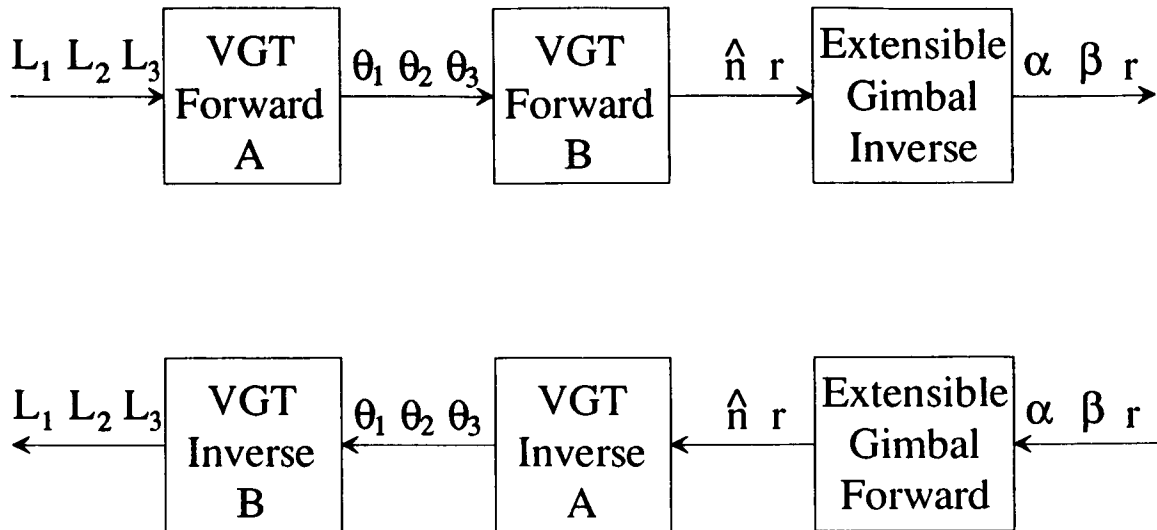 L₁ L₂ L₃
VGT
Forward
A
θ₁ θ₂ θ₃
VGT
Forward
B
n̂ r
Extensible
Gimbal
Inverse
α β r
L₁ L₂ L₃
VGT
Inverse
B
θ₁ θ₂ θ₃
VGT
Inverse
A
n̂ r
Extensible
Gimbal
Forward
α β r